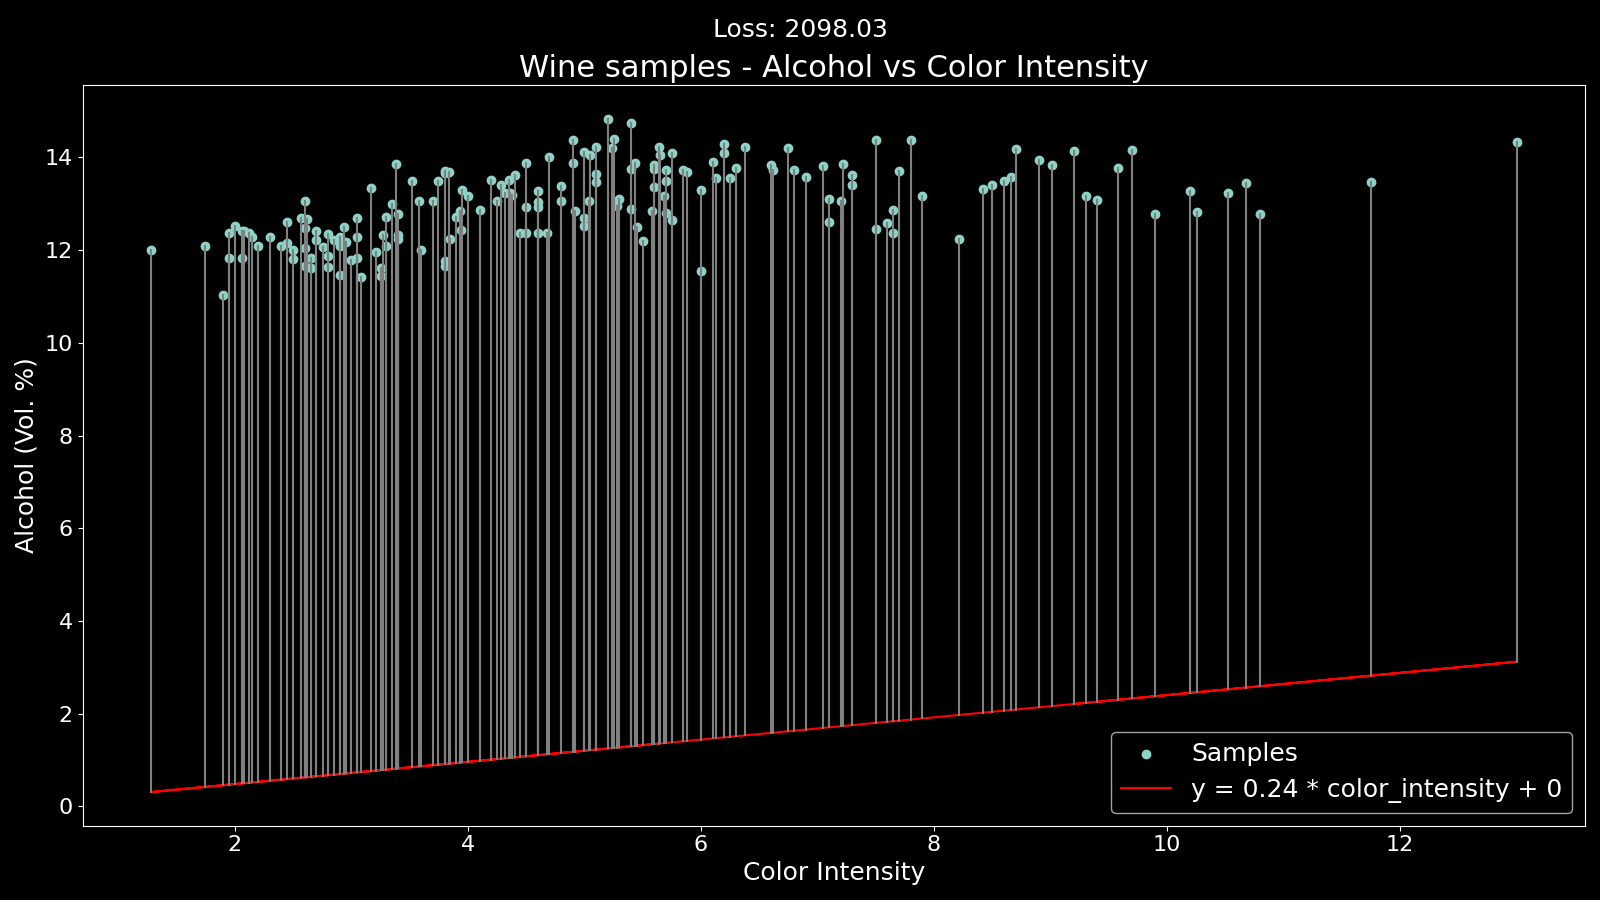 Loss: 2098.03
Wine samples - Alcohol vs Color Intensity
Alcohol (Vol. %)
14
12
10
8
6
4
2
0
Samples
y = 0.24 * color_intensity + 0
2 4 6 8 10 12
Color Intensity